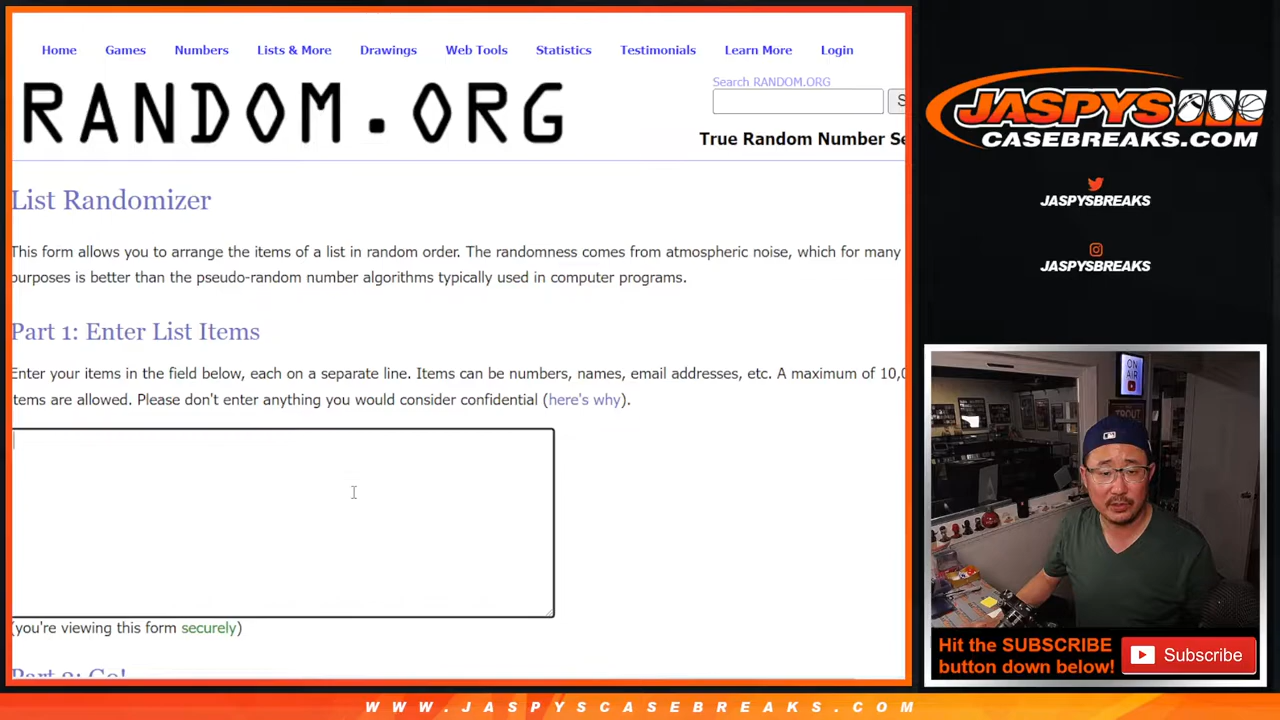 Home Games Numbers Lists & More Drawings Web Tools Statistics Testimonials Learn More Login
RANDOM.ORG
Search RANDOM.ORG
True Random Number Se
List Randomizer
This form allows you to arrange the items of a list in random order. The randomness comes from atmospheric noise, which for many
purposes is better than the pseudo-random number algorithms typically used in computer programs.
Part 1: Enter List Items
Enter your items in the field below, each on a separate line. Items can be numbers, names, email addresses, etc. A maximum of 10,0
items are allowed. Please don't enter anything you would consider confidential (here's why).
(you're viewing this form securely)
Part 2: Go!
JASPYS
CASEBREAKS.COM
JASPYSBREAKS
JASPYSBREAKS
ON AIR
TROUT
Hit the SUBSCRIBE
button down below!
Subscribe
WWW.JASPYSCASEBREAKS.COM